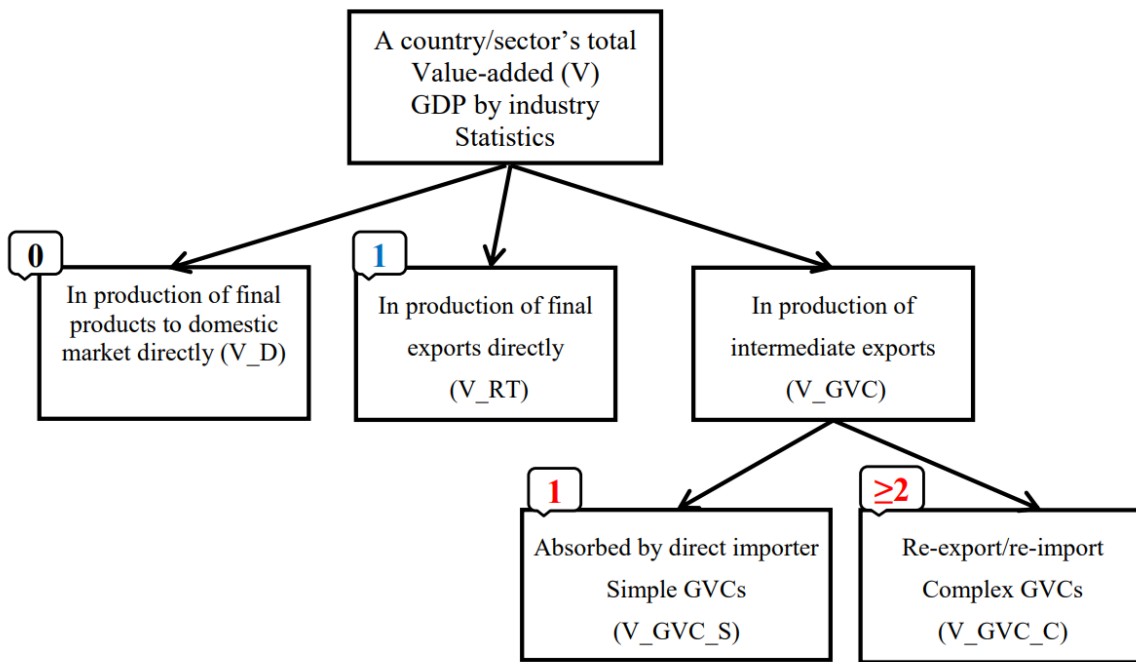 A country/sector's total
Value-added (V)
GDP by industry
Statistics
0
In production of final
products to domestic
market directly (V_D)
1
In production of final
exports directly
(V_RT)
In production of
intermediate exports
(V_GVC)
1
Absorbed by direct importer
Simple GVCs
(V_GVC_S)
≥2
Re-export/re-import
Complex GVCs
(V_GVC_C)